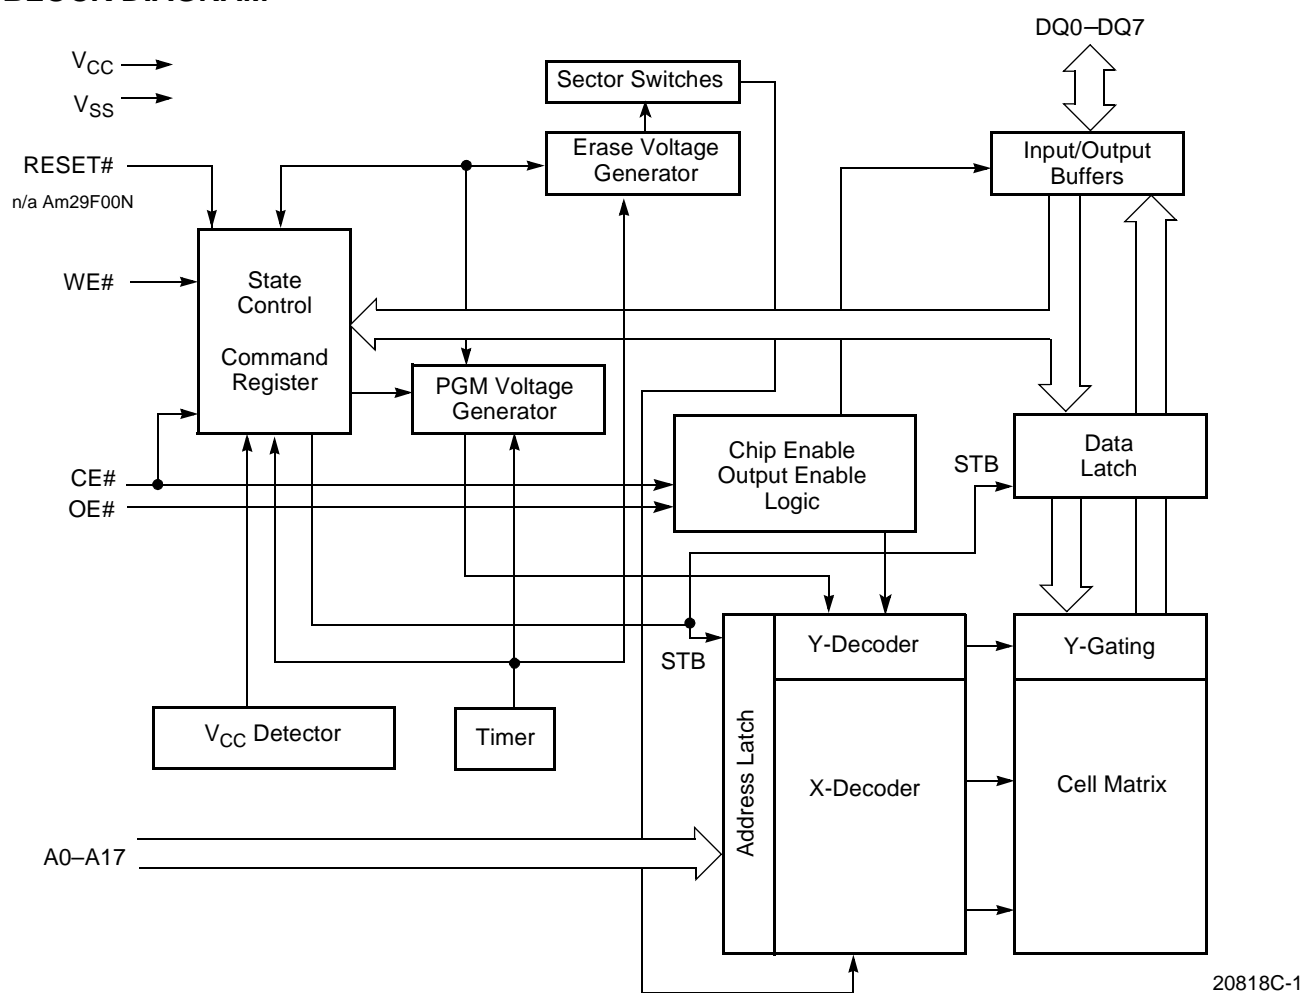 BLOCK DIAGRAM
DQ0–DQ7
VCC
VSS
Sector Switches
RESET#
n/a Am29F00N
Erase Voltage
Generator
Input/Output
Buffers
WE#
State
Control
Command
Register
PGM Voltage
Generator
CE#
OE#
Chip Enable
Output Enable
Logic
STB
Data
Latch
STB
Y-Decoder
Y-Gating
VCC Detector
Timer
Address Latch
X-Decoder
Cell Matrix
A0–A17
20818C-1